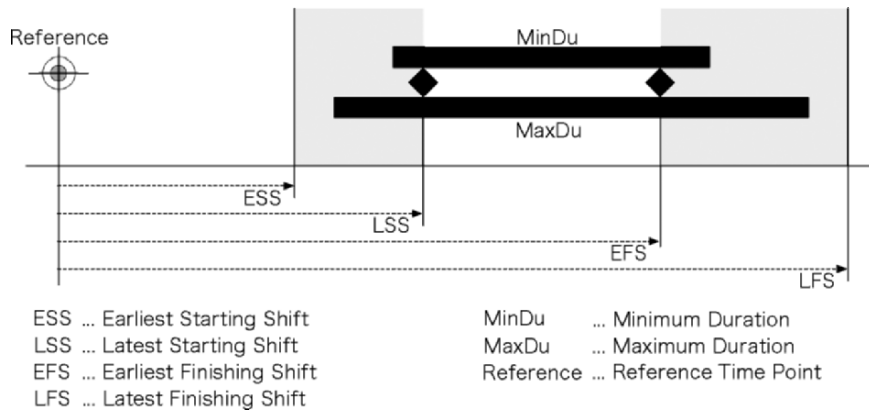 MinDu
Reference
MaxDu
ESS
LSS
EFS
LFS
ESS ... Earliest Starting Shift
LSS ... Latest Starting Shift
EFS ... Earliest Finishing Shift
LFS ... Latest Finishing Shift
MinDu ... Minimum Duration
MaxDu ... Maximum Duration
Reference ... Reference Time Point